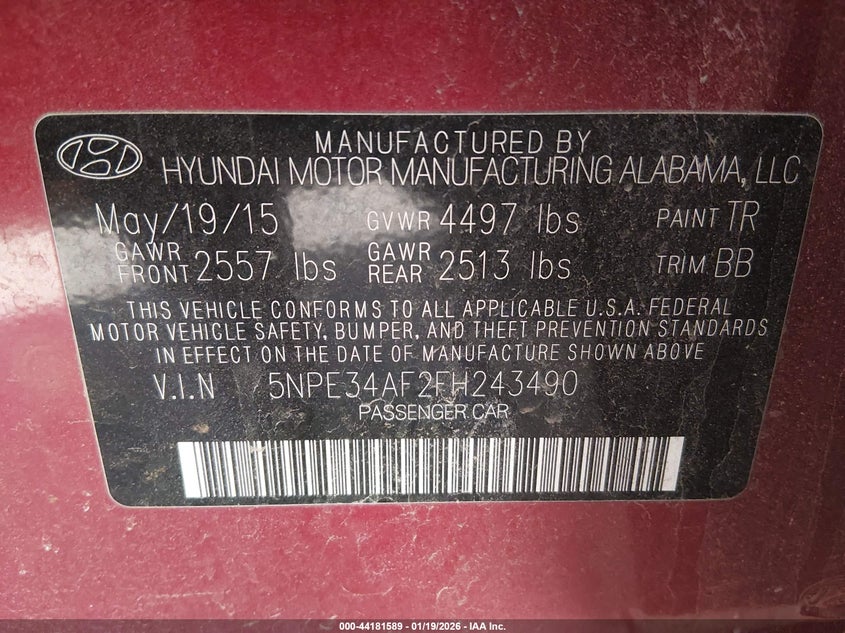 MANUFACTURED BY
HYUNDAI MOTOR MANUFACTURING ALABAMA, LLC
May/19/15 GVWR 4497 lbs PAINT TR
GAWR FRONT 2557 lbs GAWR REAR 2513 lbs TRIM BB
THIS VEHICLE CONFORMS TO ALL APPLICABLE U.S.A. FEDERAL
MOTOR VEHICLE SAFETY, BUMPER, AND THEFT PREVENTION STANDARDS
IN EFFECT ON THE DATE OF MANUFACTURE SHOWN ABOVE
V.I.N 5NPE34AF2FH243490
PASSENGER CAR
000-44181589 - 01/19/2026 - IAA Inc.